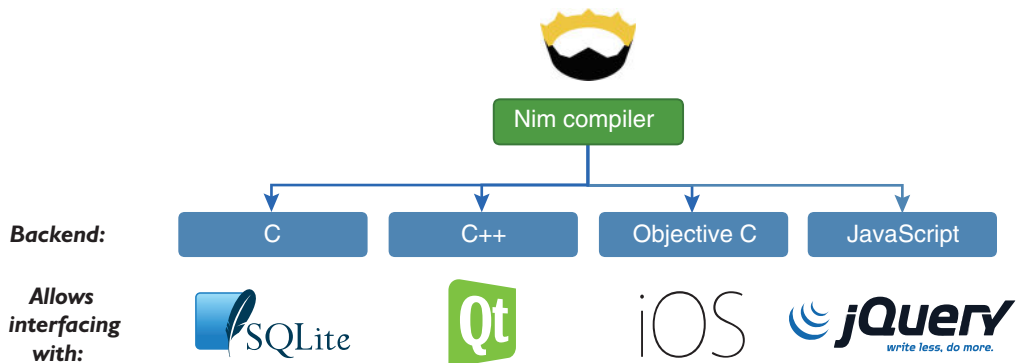 Nim compiler
Backend:
C
C++
Objective C
JavaScript
Allows
interfacing
with:
SQLite
Qt
iOS
jQuery
write less, do more.